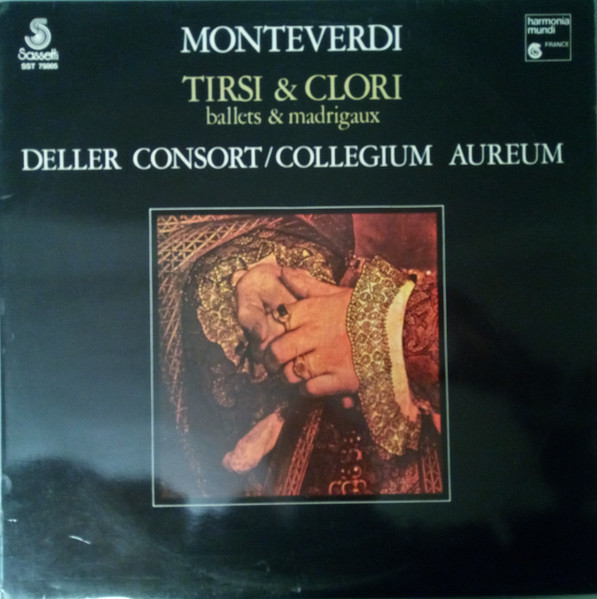 Sassetti
SST 75005
MONTEVERDI
harmonia
mundi
FRANCE
TIRSI & CLORI
ballets & madrigaux
DELLER CONSORT/COLLEGIUM AUREUM